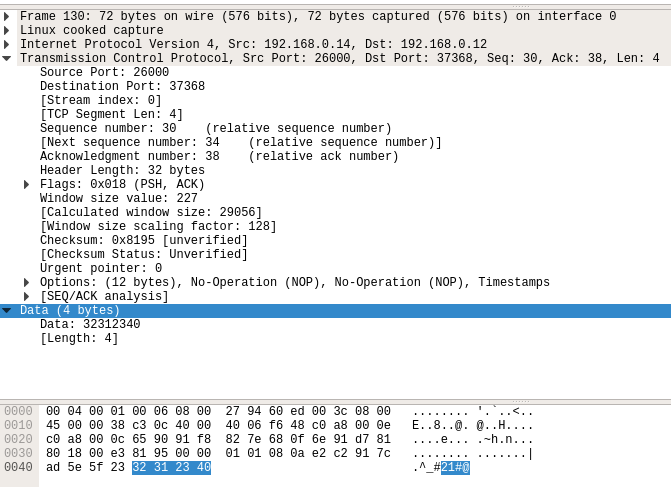 Frame 130: 72 bytes on wire (576 bits), 72 bytes captured (576 bits) on interface 0
Linux cooked capture
Internet Protocol Version 4, Src: 192.168.0.14, Dst: 192.168.0.12
Transmission Control Protocol, Src Port: 26000, Dst Port: 37368, Seq: 30, Ack: 38, Len: 4
Source Port: 26000
Destination Port: 37368
[Stream index: 0]
[TCP Segment Len: 4]
Sequence number: 30    (relative sequence number)
[Next sequence number: 34    (relative sequence number)]
Acknowledgment number: 38    (relative ack number)
Header Length: 32 bytes
Flags: 0x018 (PSH, ACK)
Window size value: 227
[Calculated window size: 29056]
[Window size scaling factor: 128]
Checksum: 0x8195 [unverified]
[Checksum Status: Unverified]
Urgent pointer: 0
Options: (12 bytes), No-Operation (NOP), No-Operation (NOP), Timestamps
[SEQ/ACK analysis]
Data (4 bytes)
Data: 32312340
[Length: 4]
0000  00 04 00 01 00 06 08 00  27 94 60 ed 00 3c 08 00   ........ '.`..<..
0010  45 00 00 38 c3 0c 40 00  40 06 f6 48 c0 a8 00 0e   E..8..@. @..H....
0020  c0 a8 00 0c 65 90 91 f8  82 7e 68 0f 6e 91 d7 81   ....e... .~h.n...
0030  80 18 00 e3 81 95 00 00  01 01 08 0a e2 c2 91 7c   ........ .......|
0040  ad 5e 5f 23 32 31 23 40                            .^_#21#@